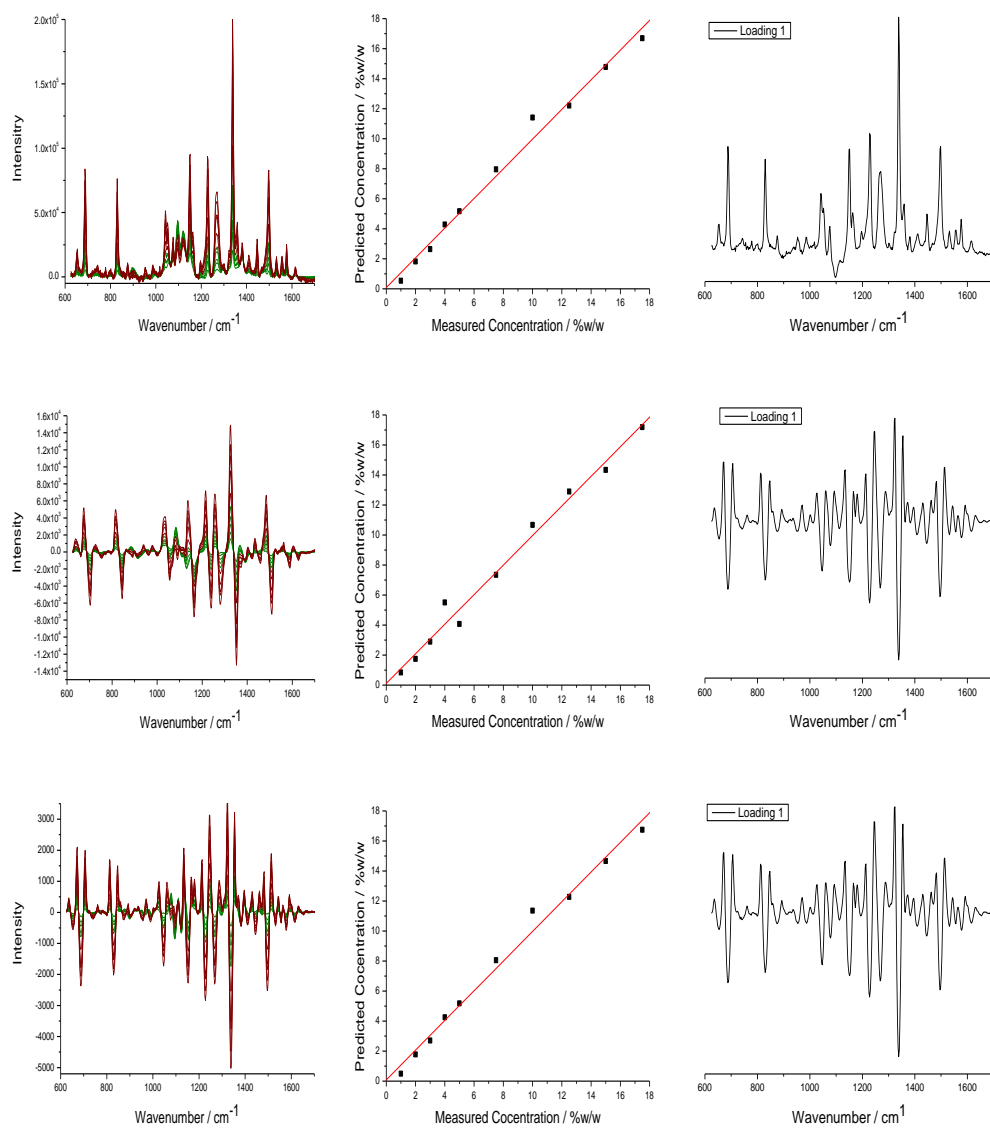 2.0x10⁵
1.5x10⁵
1.0x10⁵
5.0x10⁴
0.0
Intensitry
600 800 1000 1200 1400 1600
Wavenumber / cm⁻¹
18
16
14
12
10
8
6
4
2
0
Predicted Concentration / %w/w
0 2 4 6 8 10 12 14 16 18
Measured Concentration / %w/w
Loading 1
600 800 1000 1200 1400 1600
Wavenumber / cm⁻¹
1.6x10⁴
1.4x10⁴
1.2x10⁴
1.0x10⁴
8.0x10³
6.0x10³
4.0x10³
2.0x10³
0.0
-2.0x10³
-4.0x10³
-6.0x10³
-8.0x10³
-1.0x10⁴
-1.2x10⁴
-1.4x10⁴
Intensity
600 800 1000 1200 1400 1600
Wavenumber / cm⁻¹
18
16
14
12
10
8
6
4
2
0
Predicted Concentration / %w/w
0 2 4 6 8 10 12 14 16 18
Measured Concentration / %w/w
Loading 1
600 800 1000 1200 1400 1600
Wavenumber / cm⁻¹
3000
2000
1000
0
-1000
-2000
-3000
-4000
-5000
Intensity
600 800 1000 1200 1400 1600
Wavenumber / cm⁻¹
18
16
14
12
10
8
6
4
2
0
Predicted Cocentration / %w/w
0 2 4 6 8 10 12 14 16 18
Measured Concentration / %w/w
Loading 1
600 800 1000 1200 1400 1600
Wavenumber / cm¹